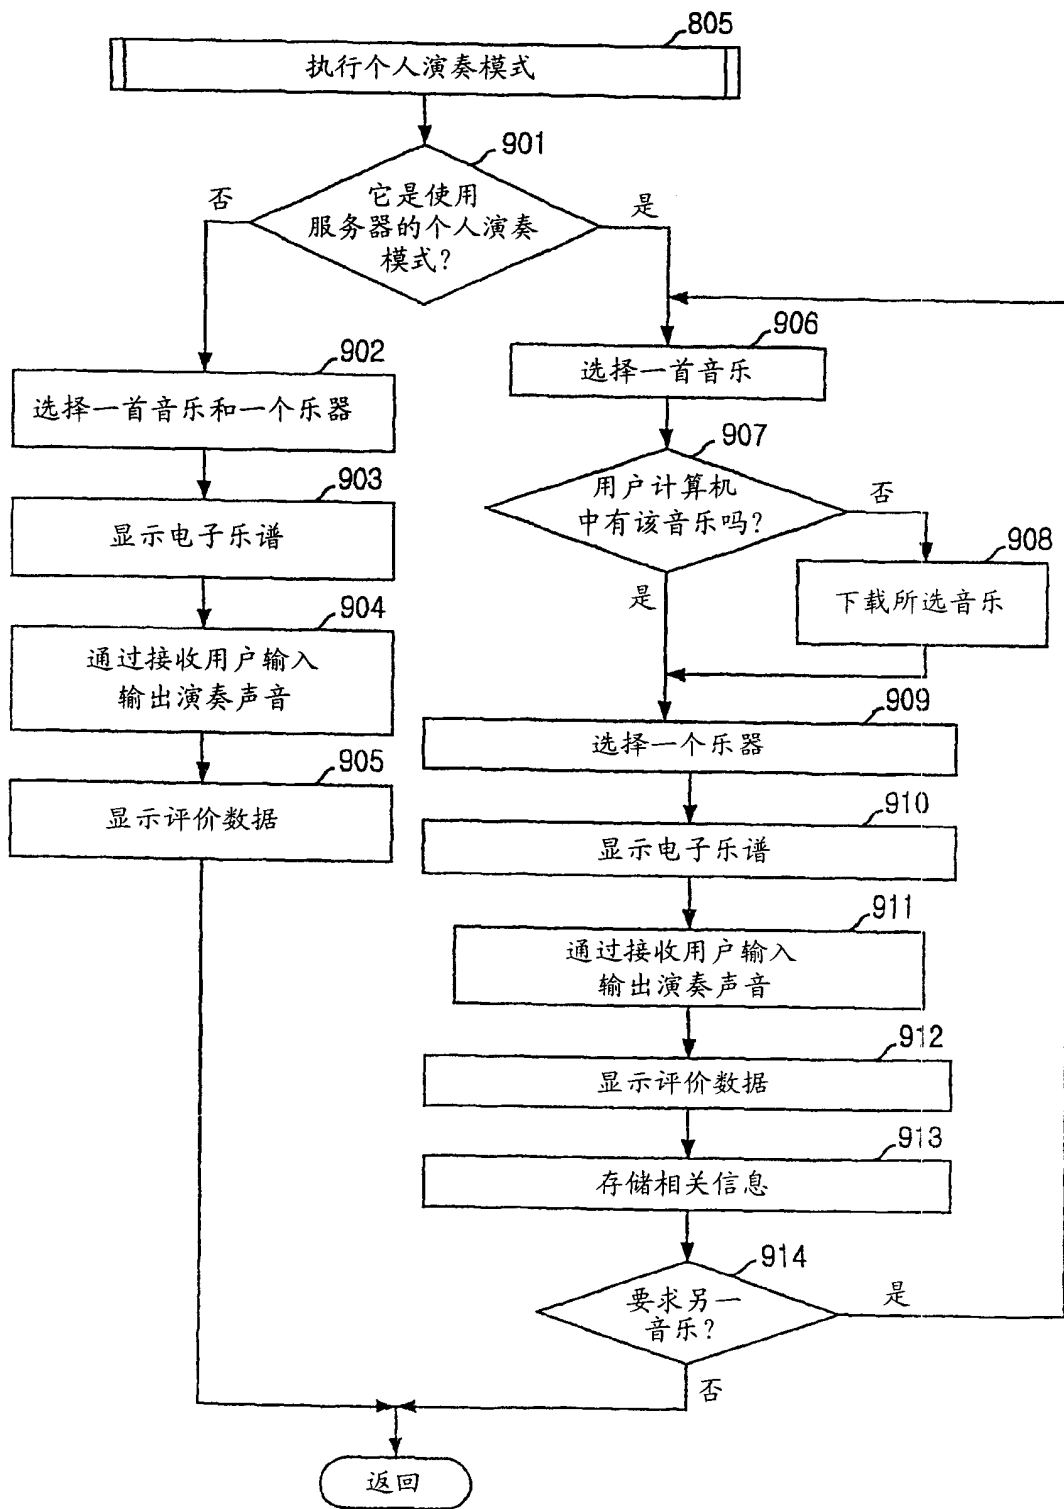 805
执行个人演奏模式
901
否
它是使用
服务器的个人演奏
模式?
是
902
选择一首音乐和一个乐器
903
显示电子乐谱
904
通过接收用户输入
输出演奏声音
905
显示评价数据
906
选择一首音乐
907
用户计算机
中有该音乐吗?
否
是
908
下载所选音乐
909
选择一个乐器
910
显示电子乐谱
911
通过接收用户输入
输出演奏声音
912
显示评价数据
913
存储相关信息
914
要求另一
音乐?
是
否
返回